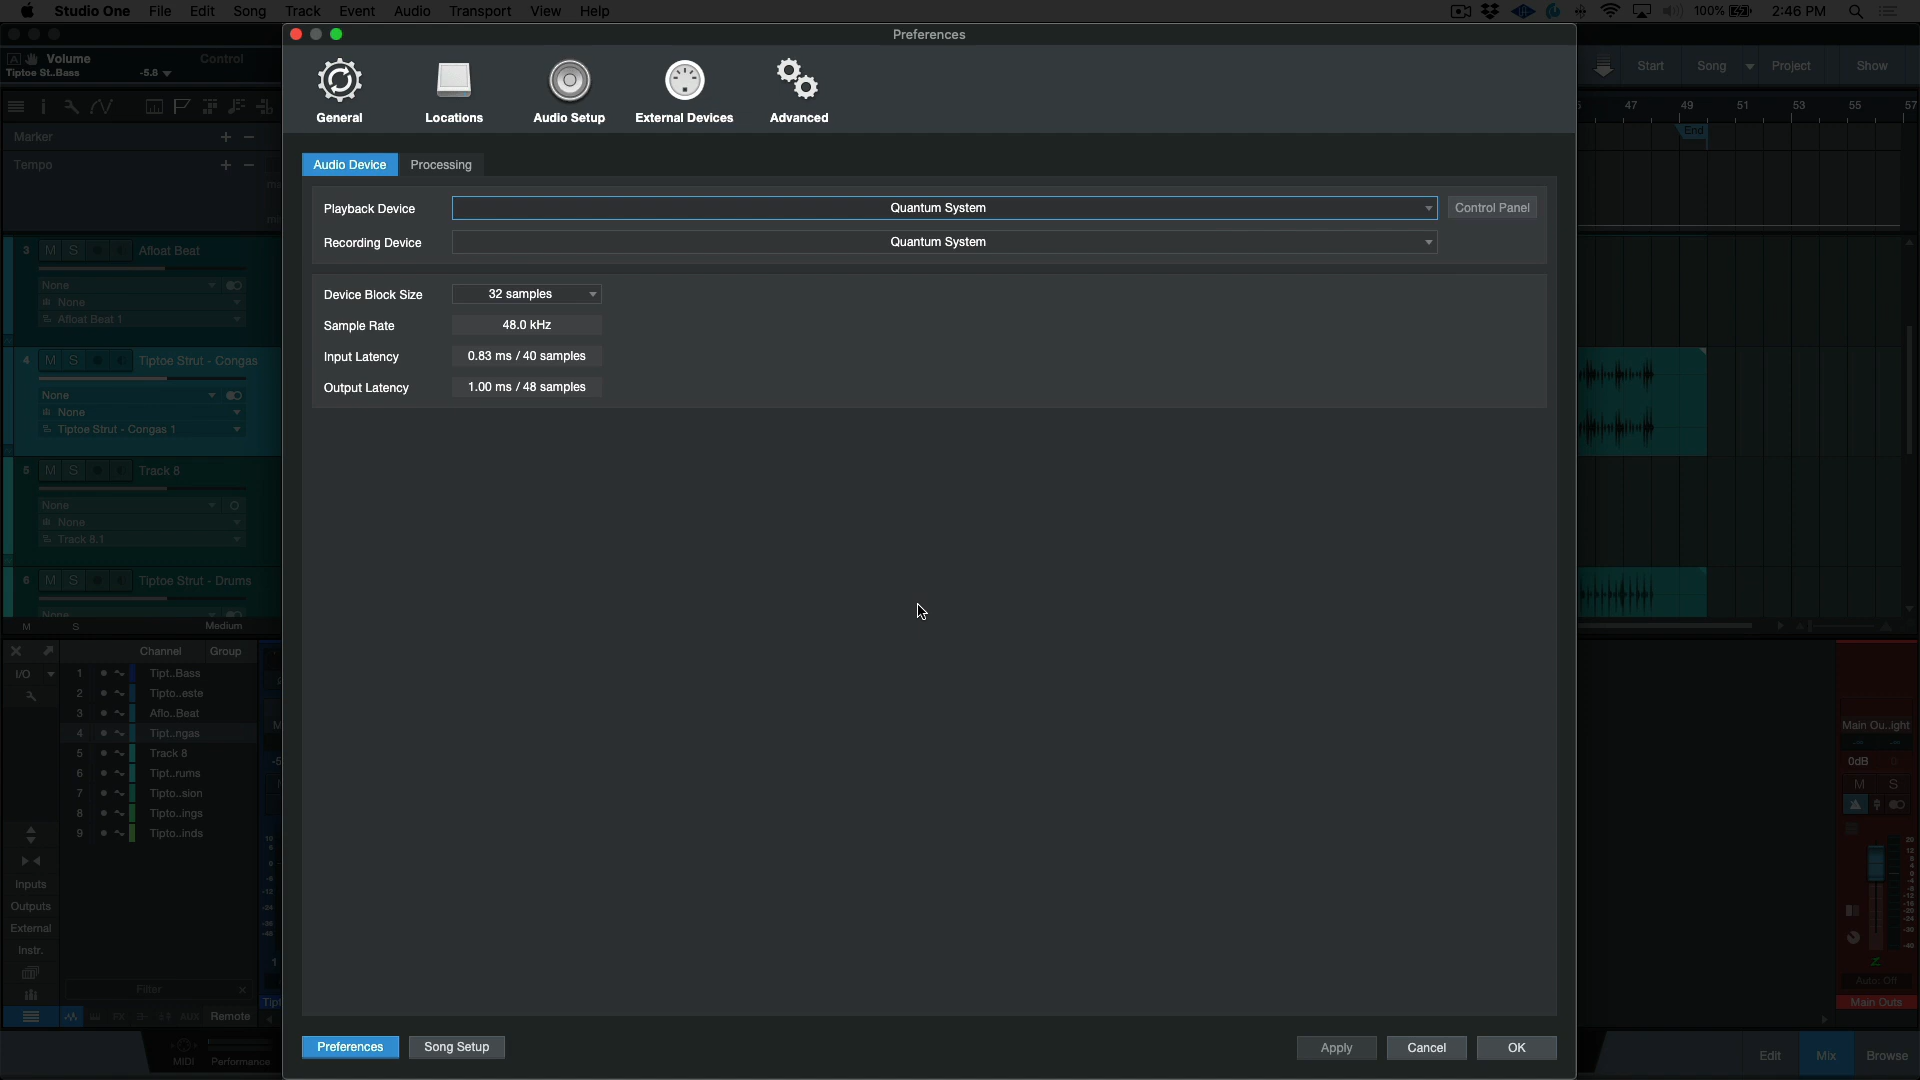 Studio One File Edit Song Track Event Audio Transport View Help
100% 2:46 PM
Preferences
Volume Control
Tiptoe St..Bass -5.8
General Locations Audio Setup External Devices Advanced
Start Song Project Show
47 49 51 53 55 57
End
Marker
Tempo
Audio Device Processing
Playback Device Quantum System Control Panel
Recording Device Quantum System
Device Block Size 32 samples
Sample Rate 48.0 kHz
Input Latency 0.83 ms / 40 samples
Output Latency 1.00 ms / 48 samples
3 M S Afloat Beat
None
None
Afloat Beat 1
4 M S Tiptoe Strut - Congas
None
None
Tiptoe Strut - Congas 1
5 M S Track 8
None
None
Track 8.1
6 M S Tiptoe Strut - Drums
None
M S Medium
Channel Group
I/O
1 Tipt..Bass
2 Tipto..este
3 Aflo..Beat
4 Tipt..ngas
5 Track 8
6 Tipt..rums
7 Tipto..sion
8 Tipto..ings
9 Tipto..inds
Inputs
Outputs
External
Instr.
Filter
FX AUX Remote
MIDI Performance
Main Ou..ight
0dB
M S
Auto: Off
Main Outs
Preferences Song Setup
Apply Cancel OK
Edit Mix Browse